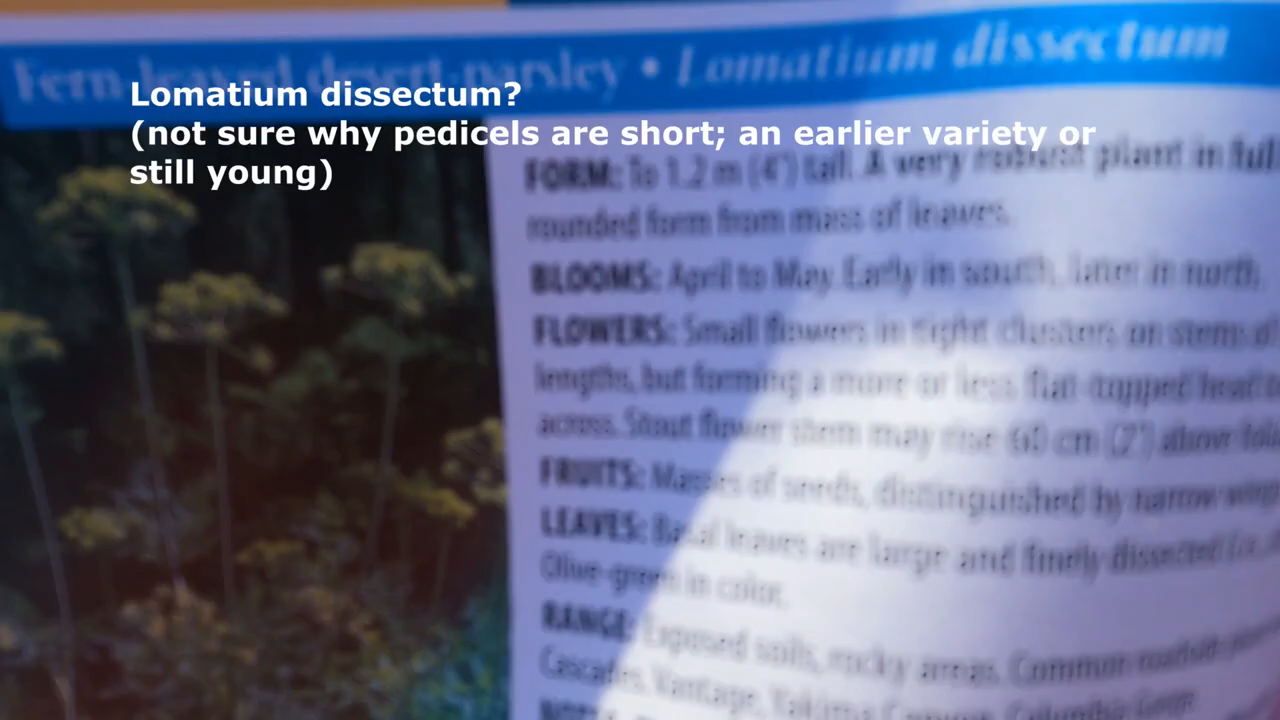 Fern-leaved desert-parsley • Lomatium dissectum
Lomatium dissectum?
(not sure why pedicels are short; an earlier variety or
still young)
FORM: To 1.2 m (4') tall. A very robust plant in full
rounded form from mass of leaves.
BLOOMS: April to May. Early in south, later in north.
FLOWERS: Small flowers in tight clusters on stems of
lengths, but forming a more or less flat-topped head
across. Stout flower stem may rise 60 cm (2') above
FRUITS: Masses of seeds, distinguished by narrow
LEAVES: Basal leaves are large and finely dissected
Olive-green in color.
RANGE: Exposed soils, rocky areas. Common roadside
Cascades, Vantage, Yakima Canyon, Columbia Gorge